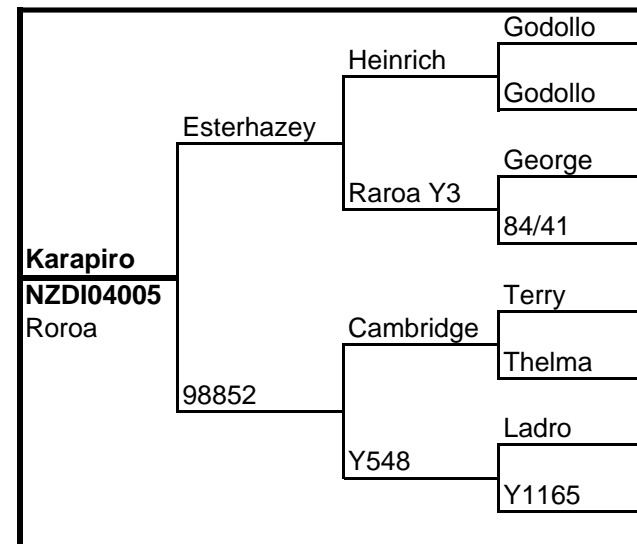 Godollo
Heinrich
Godollo
Esterhazey
George
Raroa Y3
84/41
Karapiro
NZDI04005
Roroa
Terry
Cambridge
Thelma
98852
Ladro
Y548
Y1165